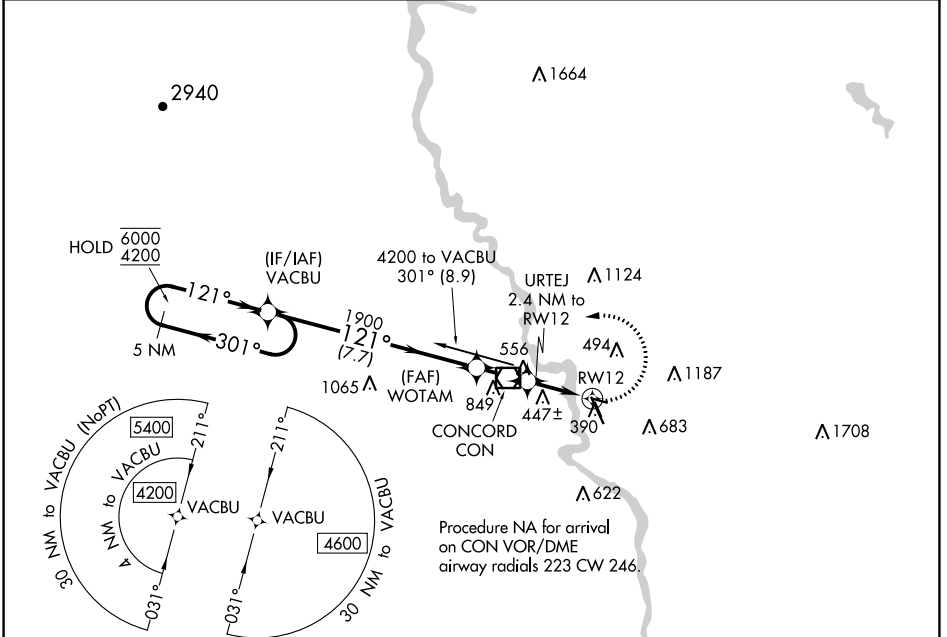 1664
2940
HOLD 6000
4200
(IF/IAF)
VACBU
4200 to VACBU
301° (8.9)
URTEJ
2.4 NM to
RW12
1124
121°
301°
5 NM
1900
121°
(7.7)
556
494
1065
(FAF)
WOTAM
849
CONCORD
CON
447±
RW12
390
1187
683
1708
622
30 NM to VACBU (NoPT)
5400
4 NM to VACBU
4200
211°
VACBU
031°
211°
VACBU
4600
30 NM to VACBU
031°
Procedure NA for arrival
on CON VOR/DME
airway radials 223 CW 246.